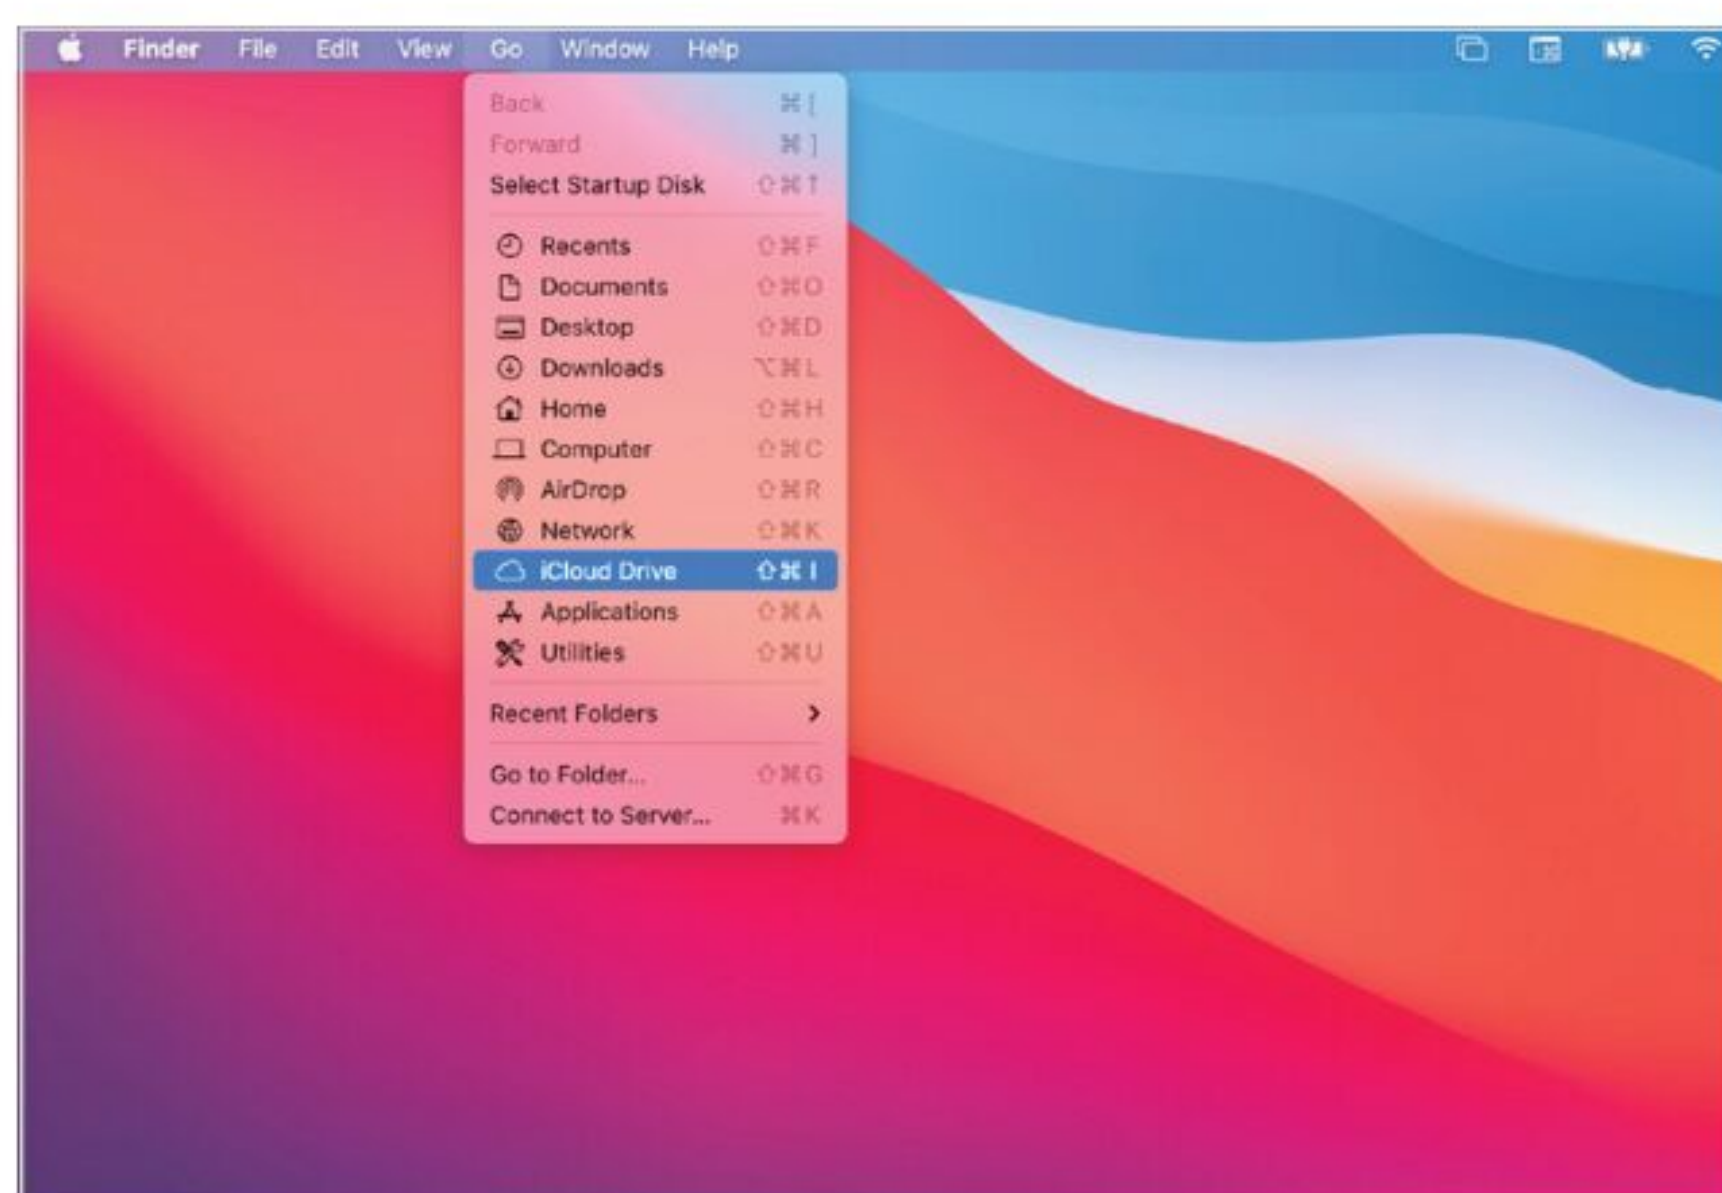 Finder File Edit View Go Window Help
Back ⌘ [
Forward ⌘ ]
Select Startup Disk ⇧⌘↑
Recents ⇧⌘F
Documents ⇧⌘O
Desktop ⇧⌘D
Downloads ⌥⌘L
Home ⇧⌘H
Computer ⇧⌘C
AirDrop ⇧⌘R
Network ⇧⌘K
iCloud Drive ⇧⌘I
Applications ⇧⌘A
Utilities ⇧⌘U
Recent Folders
Go to Folder... ⇧⌘G
Connect to Server... ⌘K